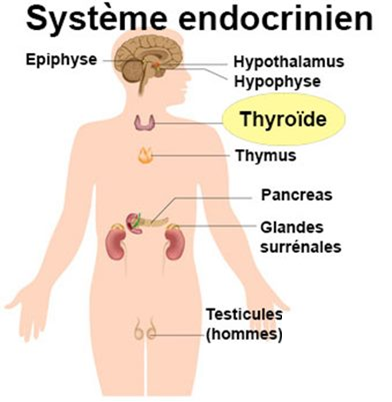 Système endocrinien
Epiphyse
Hypothalamus
Hypophyse
Thyroïde
Thymus
Pancreas
Glandes
surrénales
Testicules
(hommes)